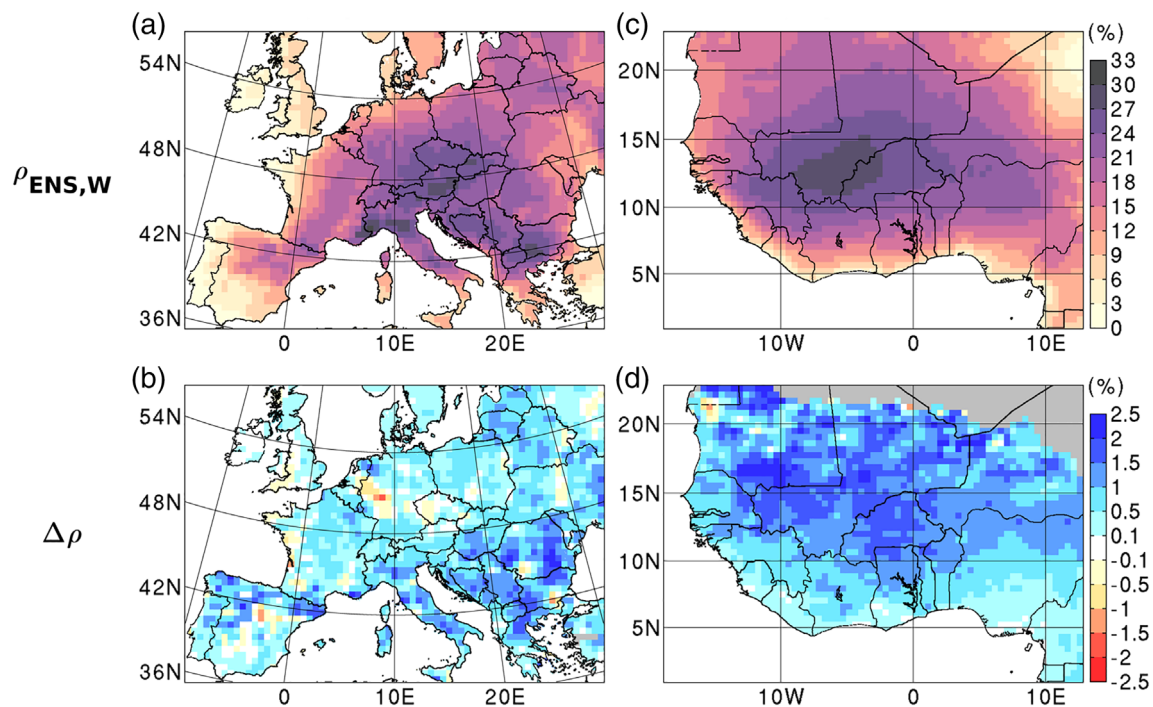 (a)
(c)
(%)
54N
48N
42N
36N
0
10E
20E
ρENS,W
20N
15N
10N
5N
10W
0
10E
33
30
27
24
21
18
15
12
9
6
3
0
(b)
(d)
(%)
54N
48N
42N
36N
0
10E
20E
Δρ
20N
15N
10N
5N
10W
0
10E
2.5
2
1.5
1
0.5
0.1
-0.1
-0.5
-1
-1.5
-2
-2.5